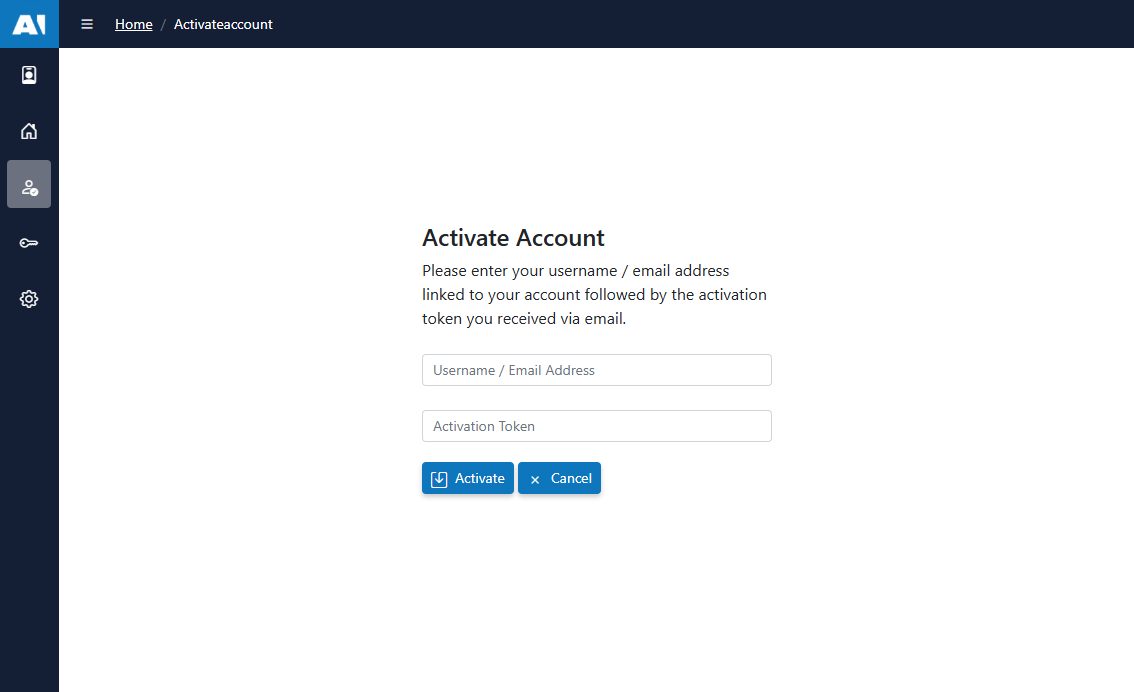 AI
Home / Activateaccount
Activate Account
Please enter your username / email address
linked to your account followed by the activation
token you received via email.
Username / Email Address
Activation Token
Activate
Cancel